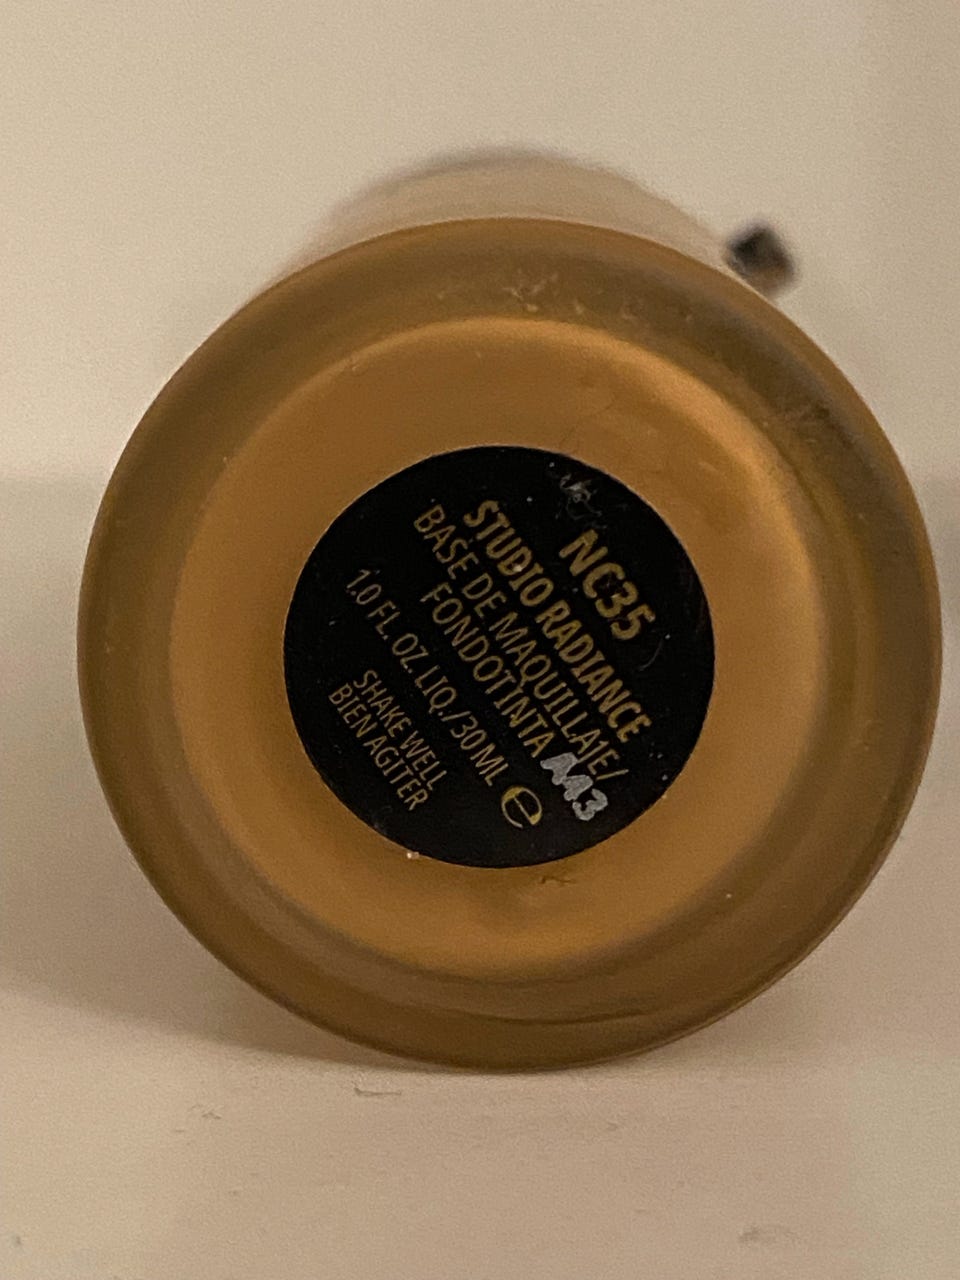 NC35
STUDIO RADIANCE
BASE DE MAQUILLAJE/
FONDOTINTA
1.0 FL. OZ. LIQ./30 ML e
SHAKE WELL
BIEN AGITER
A43